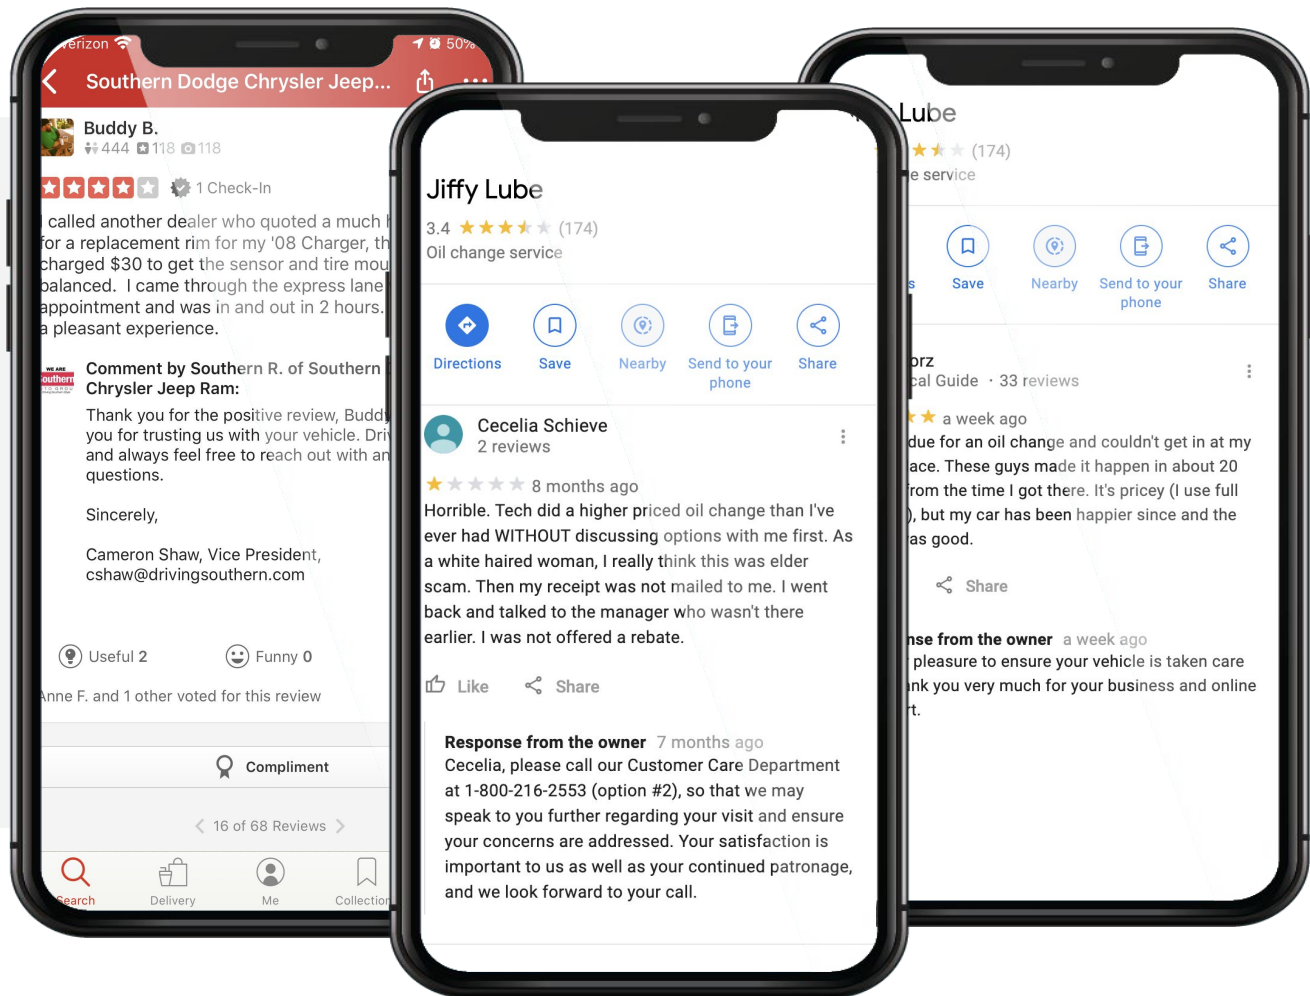 verizon
50%
Southern Dodge Chrysler Jeep...
Buddy B.
444 118 118
1 Check-In
I called another dealer who quoted a much
for a replacement rim for my '08 Charger,
charged $30 to get the sensor and tire
balanced. I came through the express lane
appointment and was in and out in 2 hours.
a pleasant experience.
WE ARE
Southern
Comment by Southern R. of Southern
Chrysler Jeep Ram:
Thank you for the positive review, Buddy
you for trusting us with your vehicle.
and always feel free to reach out with
questions.
Sincerely,
Cameron Shaw, Vice President,
cshaw@drivingsouthern.com
Useful 2
Funny 0
Anne F. and 1 other voted for this review
Compliment
16 of 68 Reviews
Search
Delivery
Me
Jiffy Lube
3.4 (174)
Oil change service
Directions
Save
Nearby
Send to your
phone
Share
Cecelia Schieve
2 reviews
8 months ago
Horrible. Tech did a higher priced oil change than I've
ever had WITHOUT discussing options with me first. As
a white haired woman, I really think this was elder
scam. Then my receipt was not mailed to me. I went
back and talked to the manager who wasn't there
earlier. I was not offered a rebate.
Like
Share
Response from the owner 7 months ago
Cecelia, please call our Customer Care Department
at 1-800-216-2553 (option #2), so that we may
speak to you further regarding your visit and ensure
your concerns are addressed. Your satisfaction is
important to us as well as your continued patronage,
and we look forward to your call.
Lube
(174)
service
Save
Nearby
Send to your
phone
Share
Guide · 33 reviews
a week ago
due for an oil change and couldn't get in at my
These guys made it happen in about 20
from the time I got there. It's pricey (I use full
), but my car has been happier since and the
good.
Share
from the owner a week ago
pleasure to ensure your vehicle is taken care
you very much for your business and online